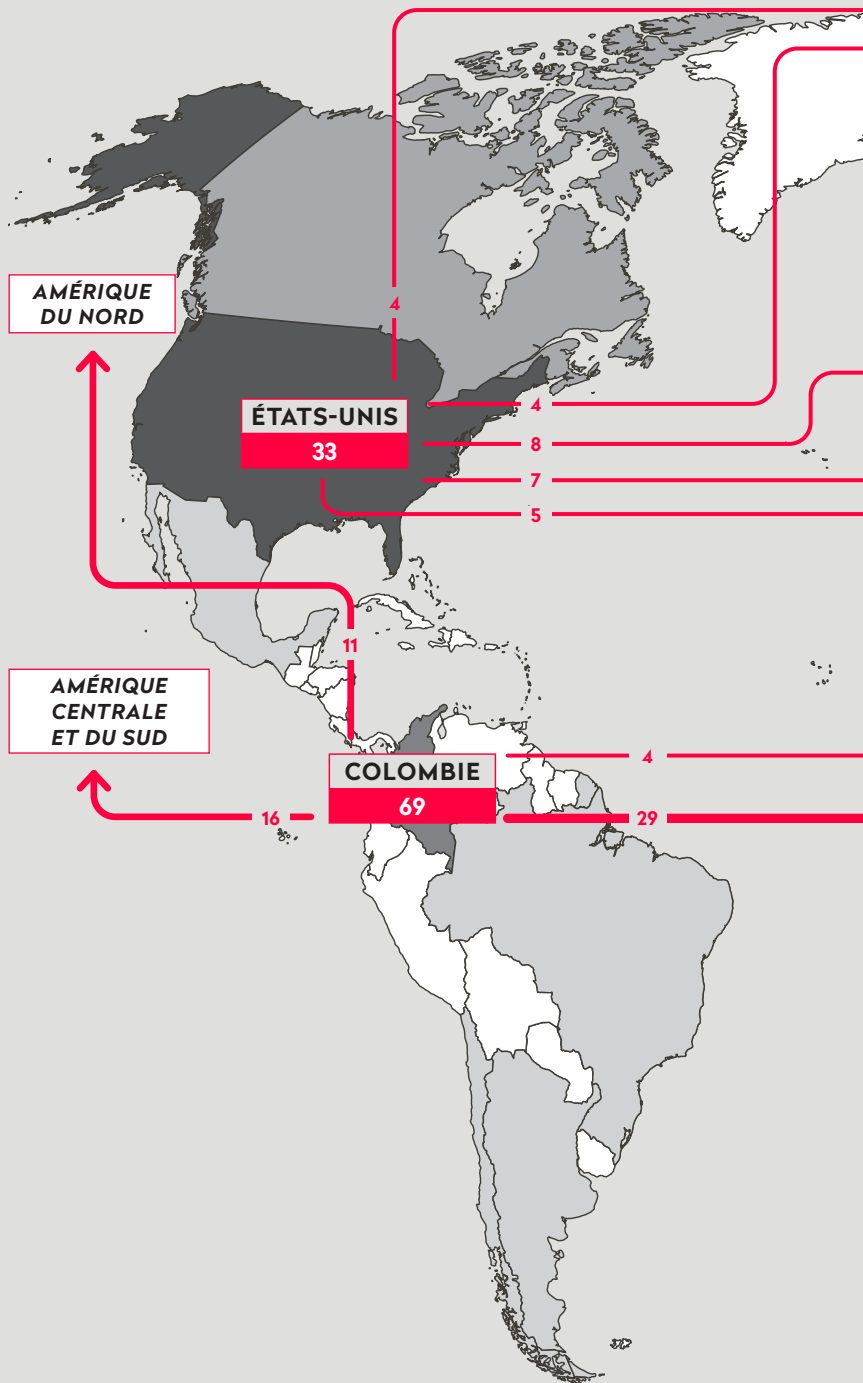 4
AMÉRIQUE
DU NORD
ÉTATS-UNIS
33
4
8
7
5
11
AMÉRIQUE
CENTRALE
ET DU SUD
COLOMBIE
69
4
16
29